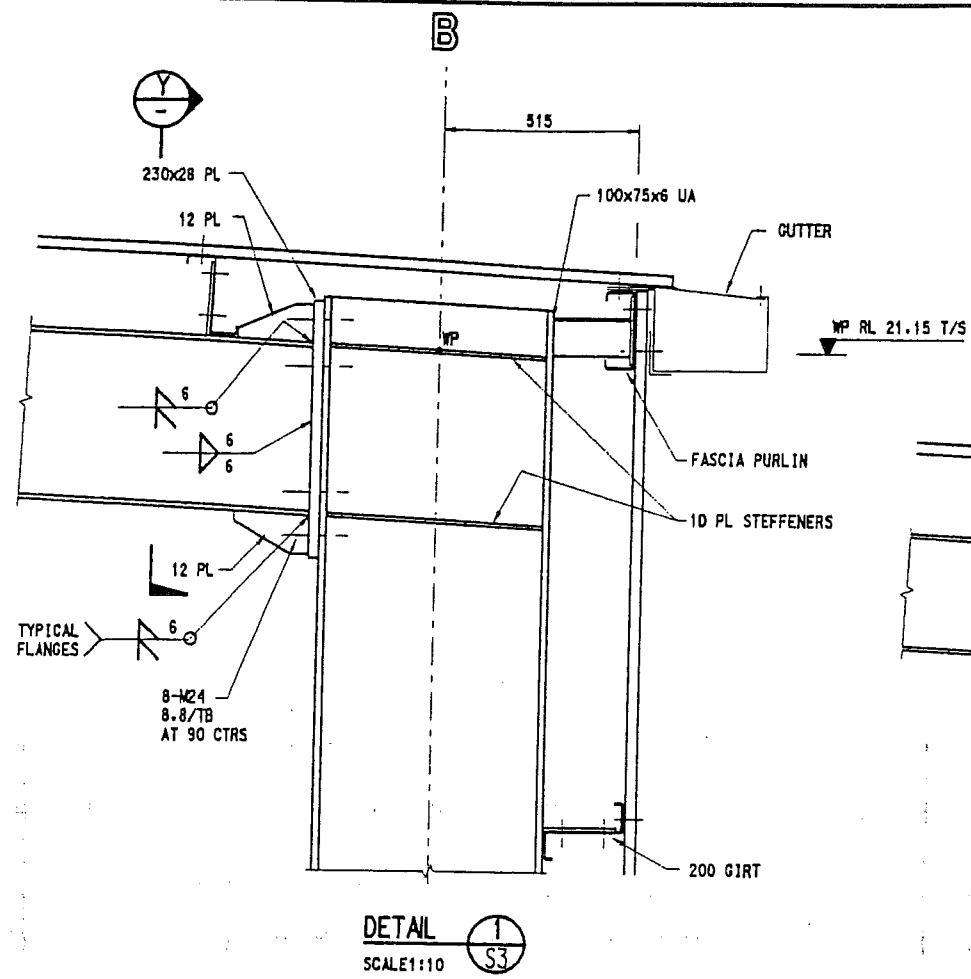 B
Y
-
515
230x28 PL
100x75x6 UA
12 PL
GUTTER
WP
WP RL 21.15 T/S
6
6
6
FASCIA PURLIN
10 PL STEFFENERS
12 PL
TYPICAL
FLANGES
6
8-M24
8.8/TB
AT 90 CTRS
200 GIRT
DETAIL
1
S3
SCALE1:10